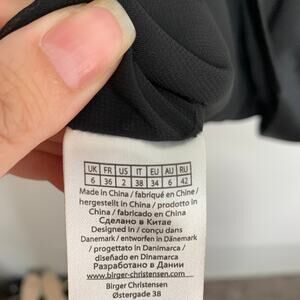 UK FR US IT EU AU RU
6 36 2 38 34 6 42
Made in China / fabriqué en Chine /
hergestellt in China / prodotto in
China / fabricado en China
Сделано в Китае
Designed in / conçu dans
Danemark / entworfen in Dänemark
/ progettato in Danimarca /
diseñado en Dinamarca
Разработано в Дании
www.birger-christensen.com
Birger Christensen
Østergade 38